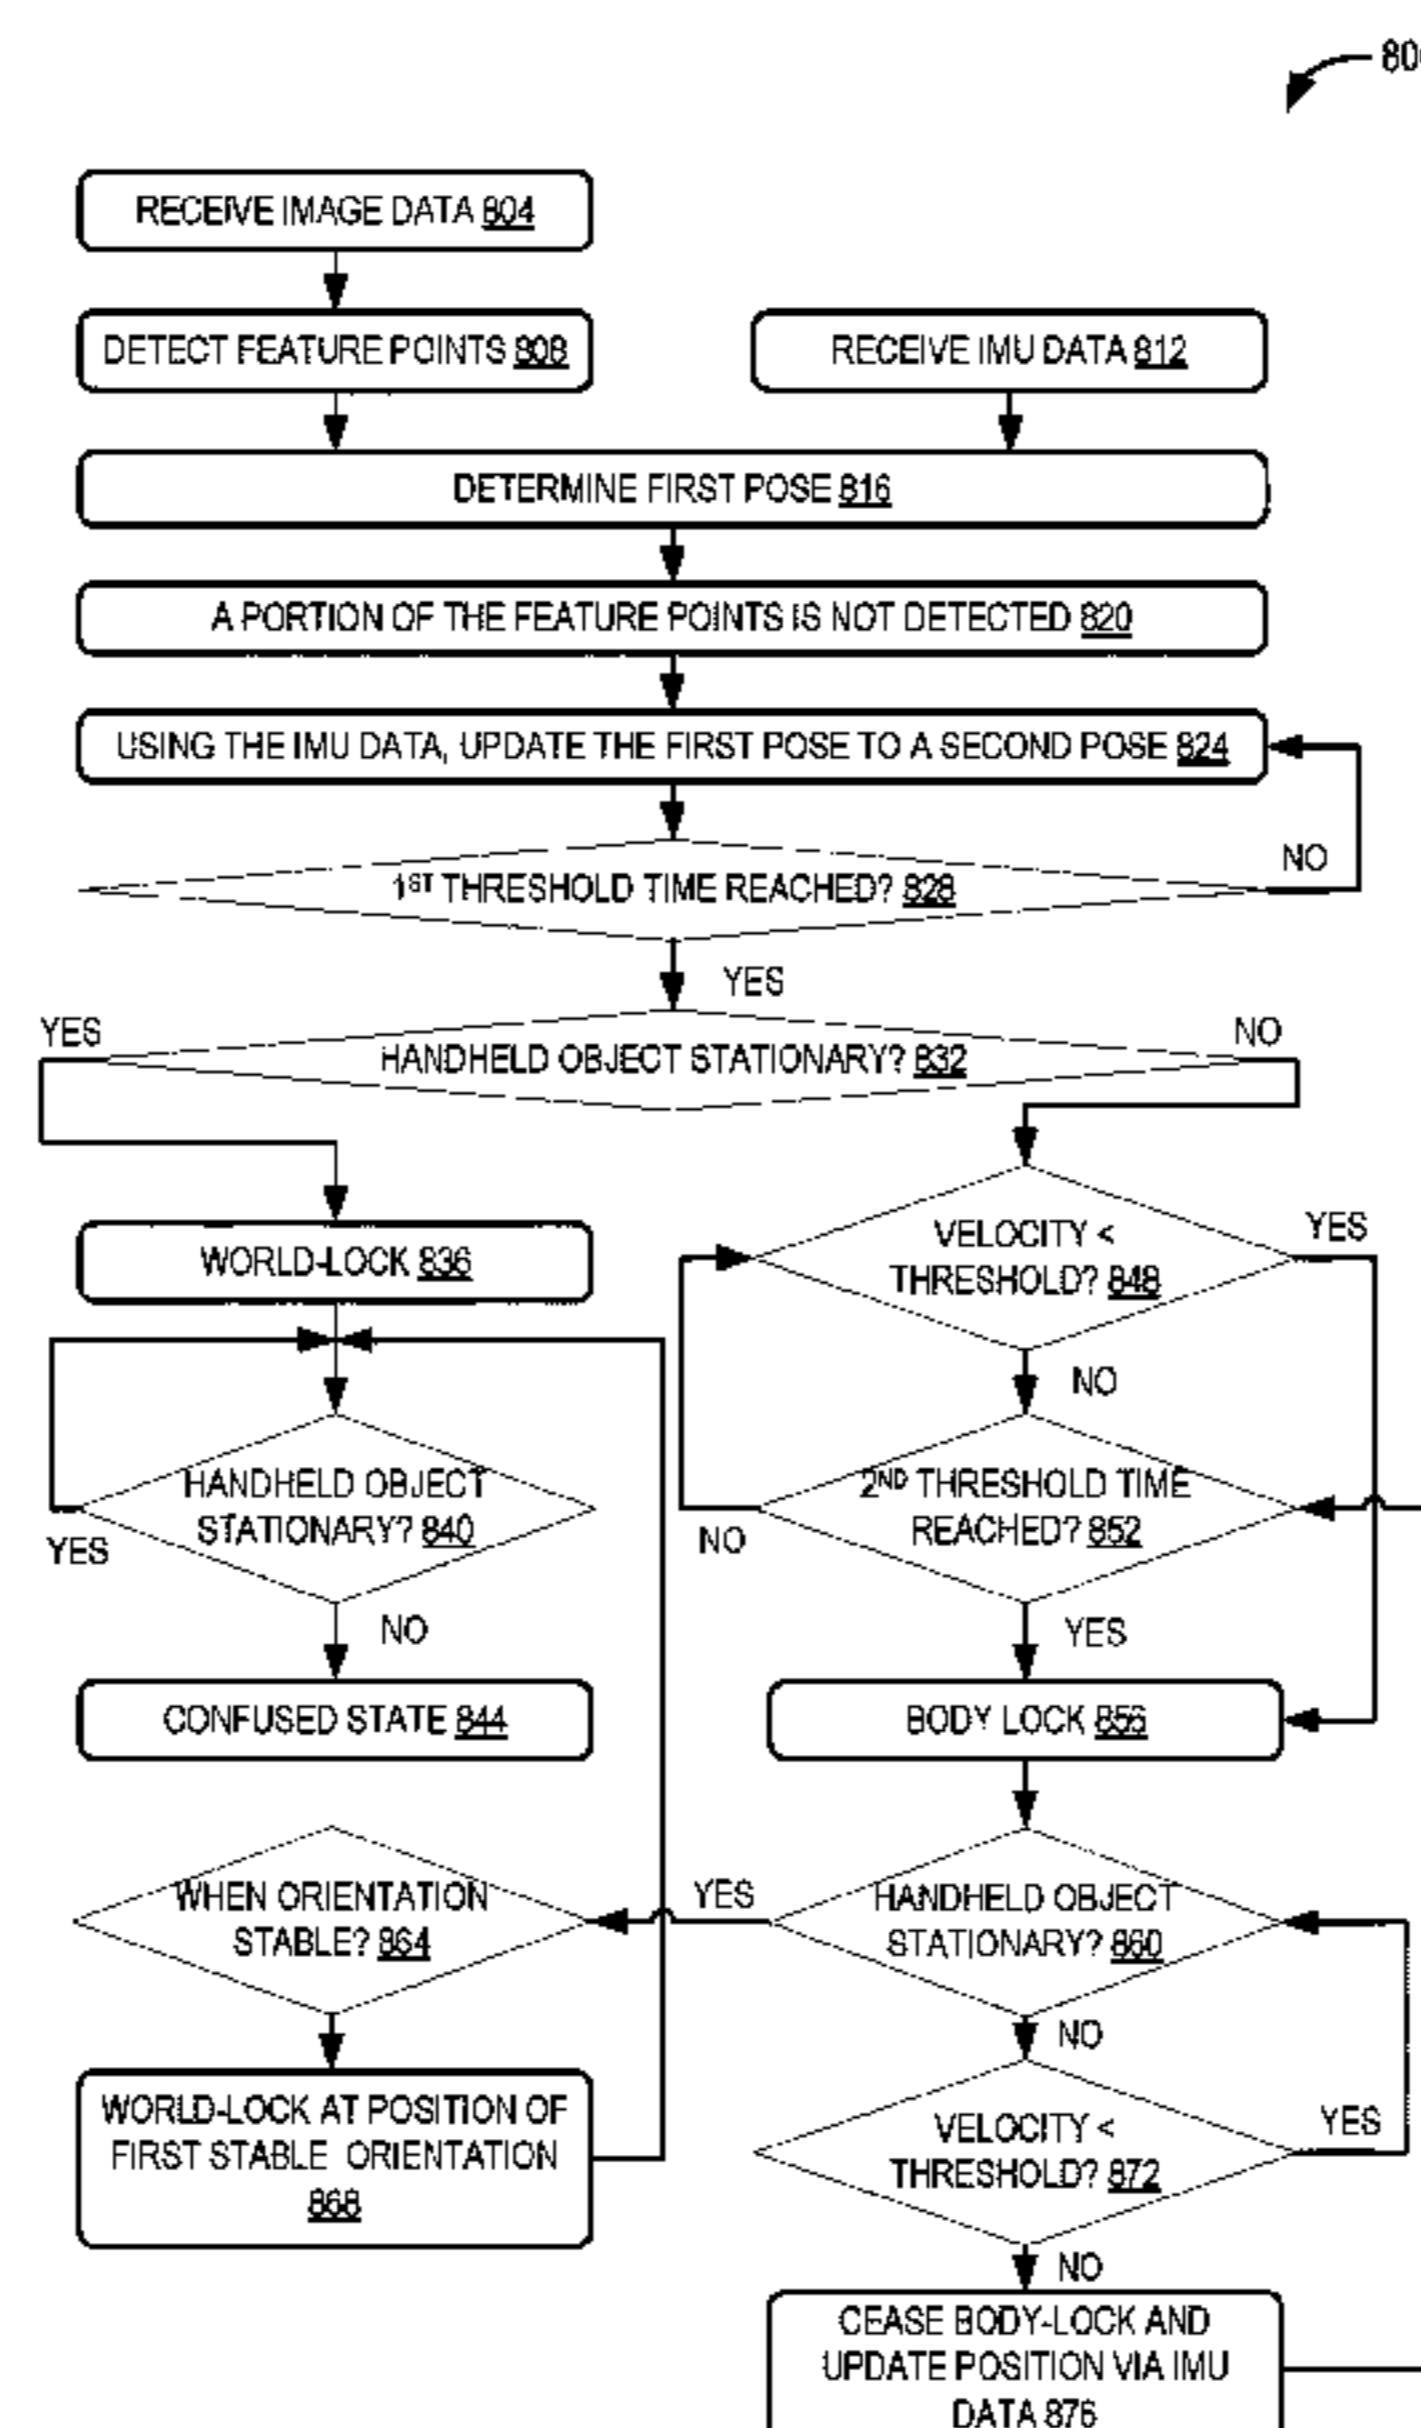 80
RECEIVE IMAGE DATA 804
DETECT FEATURE POINTS 808
RECEIVE IMU DATA 812
DETERMINE FIRST POSE 816
A PORTION OF THE FEATURE POINTS IS NOT DETECTED 820
USING THE IMU DATA, UPDATE THE FIRST POSE TO A SECOND POSE 824
NO
1ST THRESHOLD TIME REACHED? 828
YES
YES
NO
HANDHELD OBJECT STATIONARY? 832
VELOCITY <
THRESHOLD? 848
YES
WORLD-LOCK 836
NO
HANDHELD OBJECT
STATIONARY? 840
YES
2ND THRESHOLD TIME
REACHED? 852
NO
NO
YES
CONFUSED STATE 844
BODY LOCK 856
WHEN ORIENTATION
STABLE? 864
YES
HANDHELD OBJECT
STATIONARY? 860
NO
WORLD-LOCK AT POSITION OF
FIRST STABLE ORIENTATION
868
VELOCITY <
THRESHOLD? 872
YES
NO
CEASE BODY-LOCK AND
UPDATE POSITION VIA IMU
DATA 876